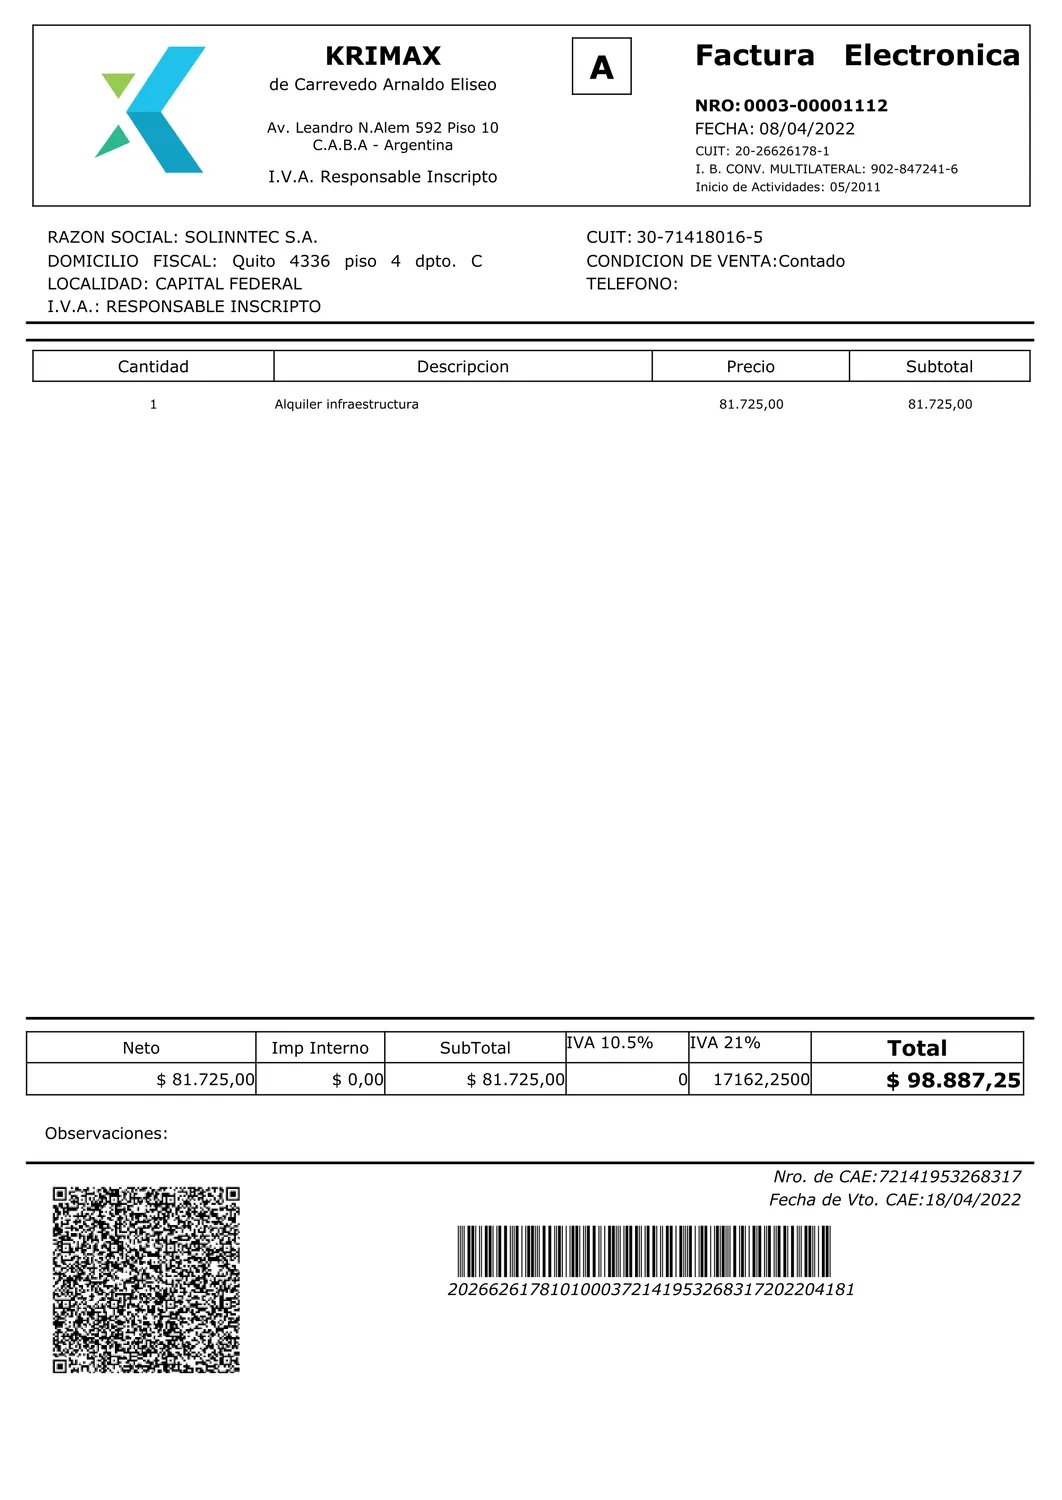 KRIMAX
de Carrevedo Arnaldo Eliseo
Av. Leandro N.Alem 592 Piso 10
C.A.B.A - Argentina
I.V.A. Responsable Inscripto
A
Factura Electronica
NRO: 0003-00001112
FECHA: 08/04/2022
CUIT: 20-26626178-1
I. B. CONV. MULTILATERAL: 902-847241-6
Inicio de Actividades: 05/2011
RAZON SOCIAL: SOLINNTEC S.A.
DOMICILIO FISCAL: Quito 4336 piso 4 dpto. C
LOCALIDAD: CAPITAL FEDERAL
I.V.A.: RESPONSABLE INSCRIPTO
CUIT: 30-71418016-5
CONDICION DE VENTA:Contado
TELEFONO:
Cantidad Descripcion Precio Subtotal
1 Alquiler infraestructura 81.725,00 81.725,00
Neto Imp Interno SubTotal IVA 10.5% IVA 21% Total
$ 81.725,00 $ 0,00 $ 81.725,00 0 17162,2500 $ 98.887,25
Observaciones:
Nro. de CAE:72141953268317
Fecha de Vto. CAE:18/04/2022
2026626178101000372141953268317202204181